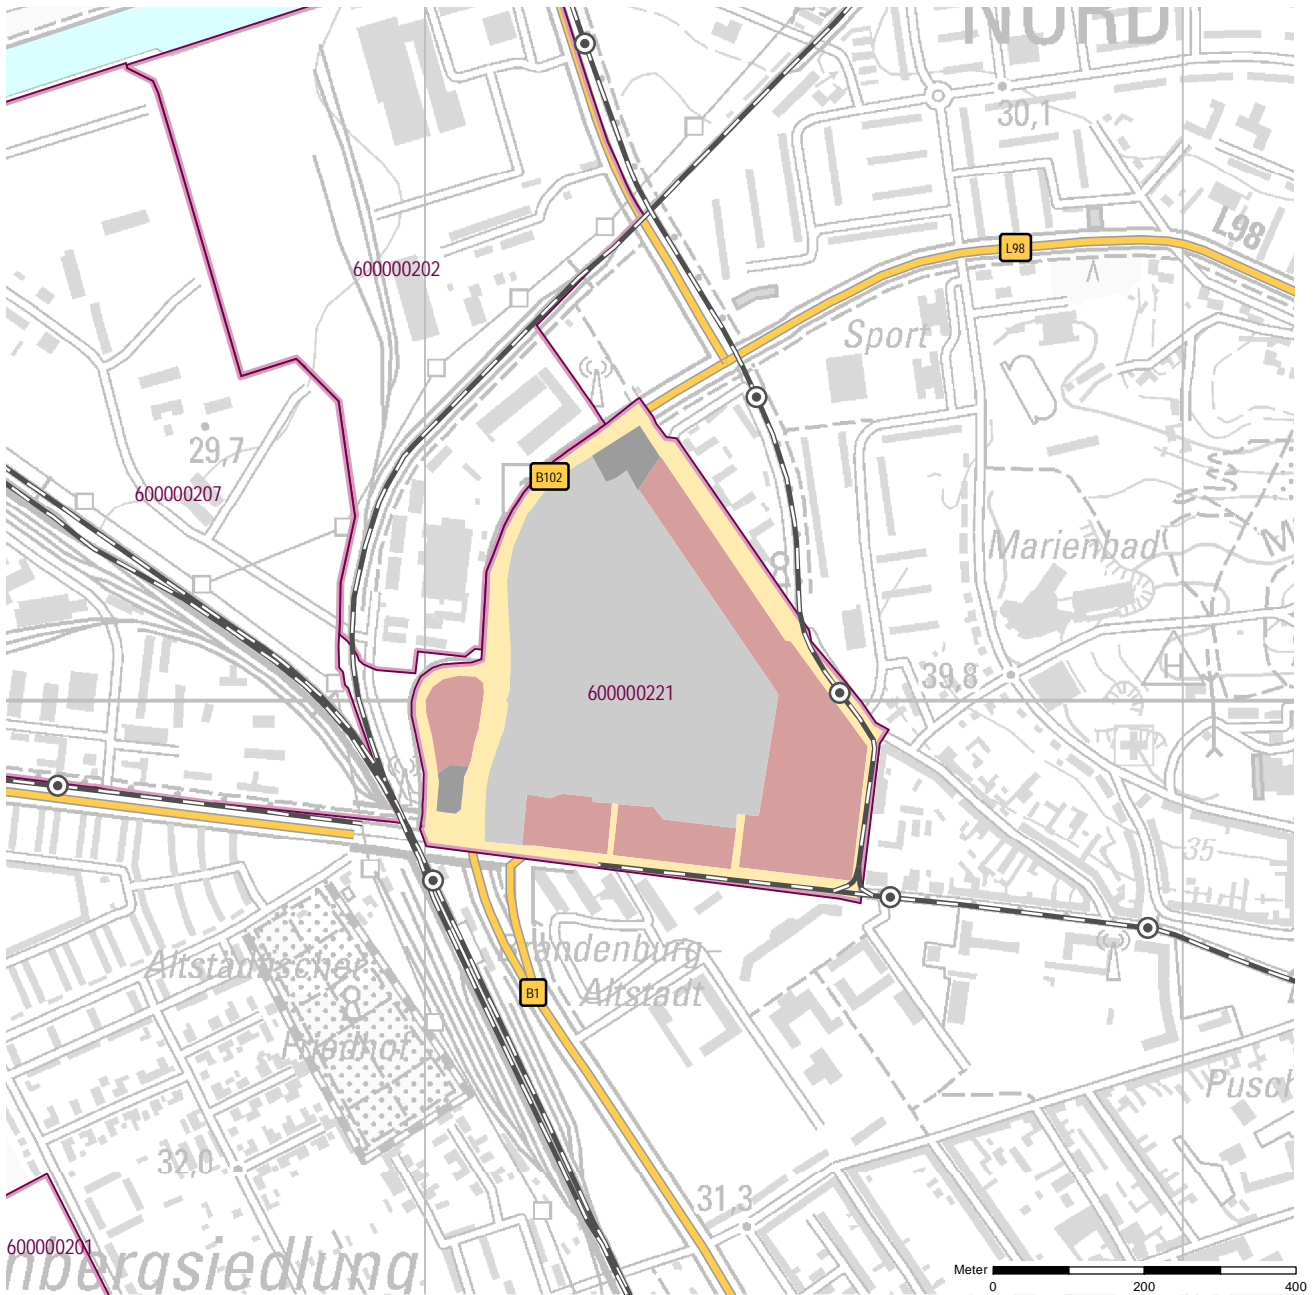 NORD
30,1
L98
L98
600000202
Sport
29,7
B102
600000207
Marienbad
H
39,8
600000221
35
Brandenburg-
Altstadt
Altstädtischer
B1
Friedhof
Pusch
32,0
31,3
600000201
nbergsiedlung
Meter
0 200 400